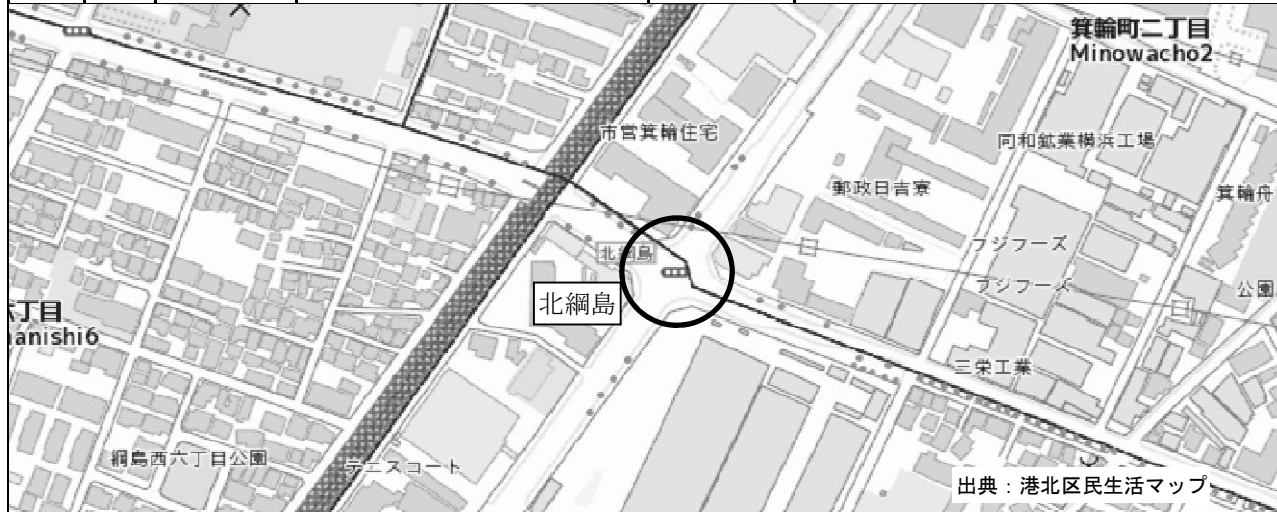 箕輪町二丁目
Minowacho2
市営箕輪住宅
同和鉱業横浜工場
郵政日吉寮
箕輪舟
フジフーズ
北綱島
フジフーズ
公園
北綱島
丁目
nanishi6
三栄工業
綱島西六丁目公園
テニスコート
出典：港北区民生活マップ